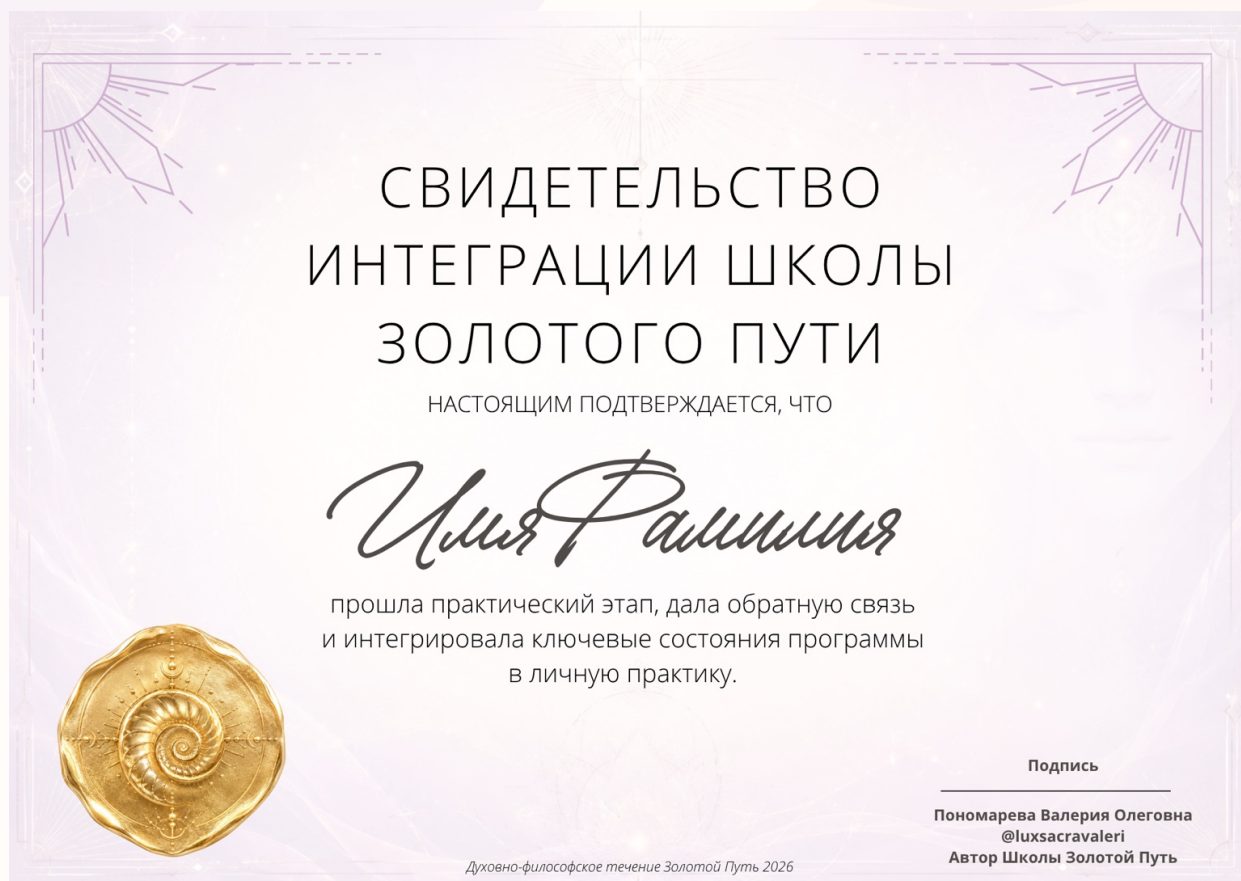 СВИДЕТЕЛЬСТВО
ИНТЕГРАЦИИ ШКОЛЫ
ЗОЛОТОГО ПУТИ
НАСТОЯЩИМ ПОДТВЕРЖДАЕТСЯ, ЧТО
Имя Фамилия
прошла практический этап, дала обратную связь
и интегрировала ключевые состояния программы
в личную практику.
Подпись
Пономарева Валерия Олеговна
@luxsacravaleri
Автор Школы Золотой Путь
Духовно-философское течение Золотой Путь 2026